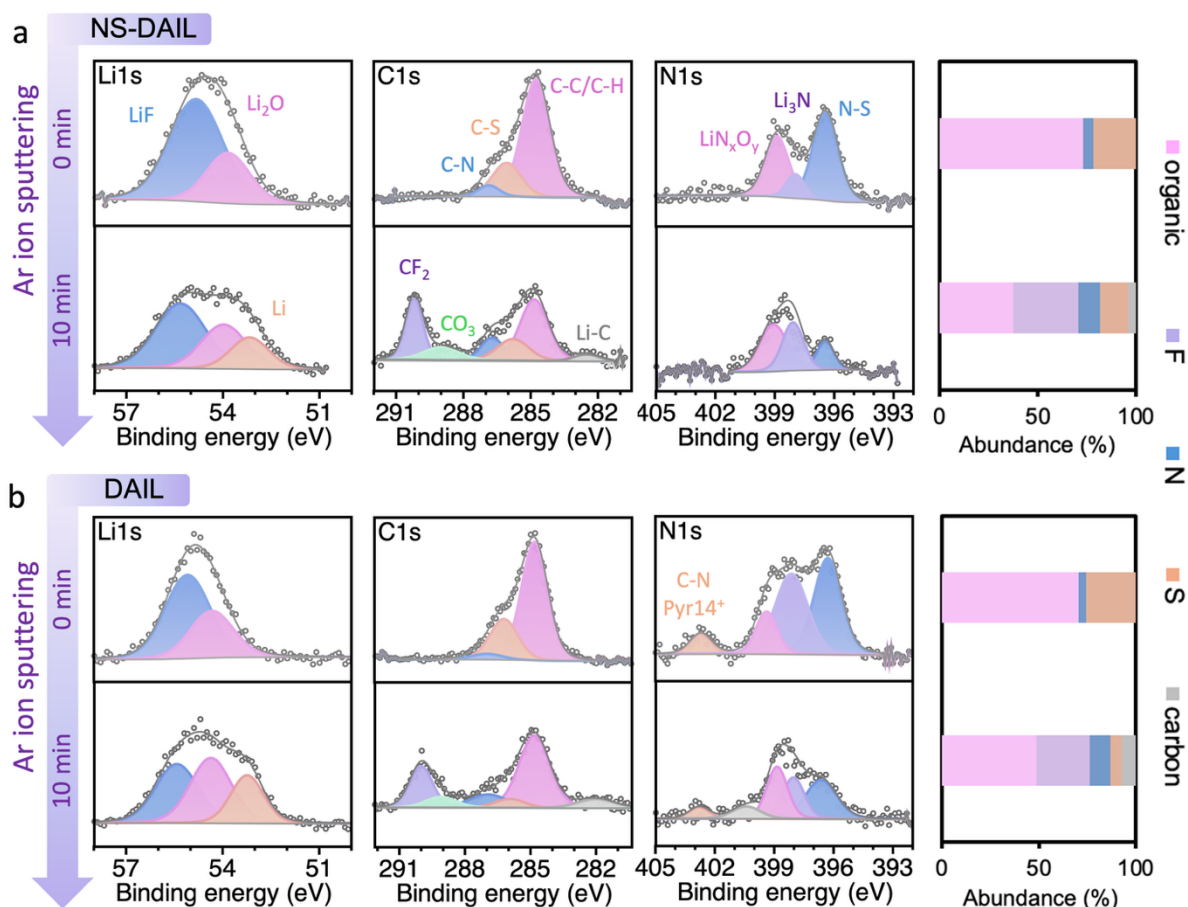 a
NS-DAIL
Ar ion sputtering
0 min
10 min
Li1s
LiF
Li₂O
C1s
C-C/C-H
C-S
C-N
N1s
Li₃N
N-S
LiNₓOᵧ
Li
CF₂
CO₃
Li-C
57 54 51
Binding energy (eV)
291 288 285 282
Binding energy (eV)
405 402 399 396 393
Binding energy (eV)
0 50 100
Abundance (%)
organic
F
N
S
carbon
b
DAIL
Ar ion sputtering
0 min
10 min
Li1s
C1s
N1s
C-N
Pyr14⁺
57 54 51
Binding energy (eV)
291 288 285 282
Binding energy (eV)
405 402 399 396 393
Binding energy (eV)
0 50 100
Abundance (%)